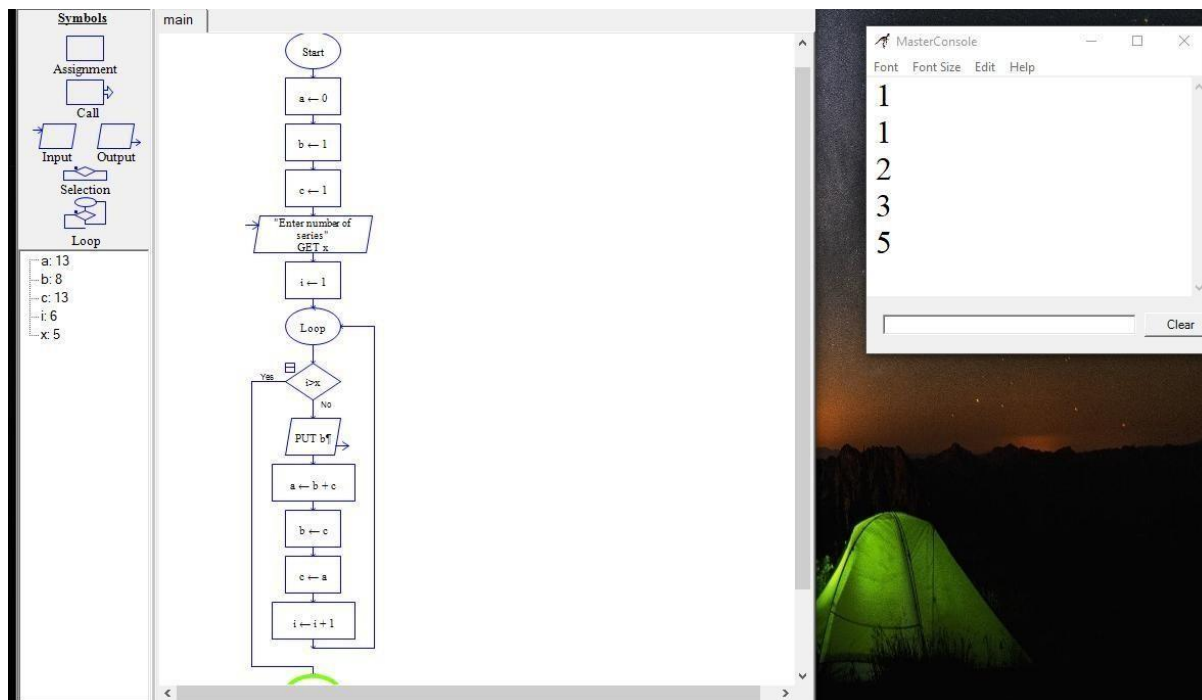 Symbols
Assignment
Call
Input Output
Selection
Loop
a: 13
b: 8
c: 13
i: 6
x: 5
main
Start
a ← 0
b ← 1
c ← 1
"Enter number of
series"
GET x
i ← 1
Loop
Yes
i>x
No
PUT b¶
a ← b + c
b ← c
c ← a
i ← i + 1
MasterConsole
Font Font Size Edit Help
1
1
2
3
5
Clear